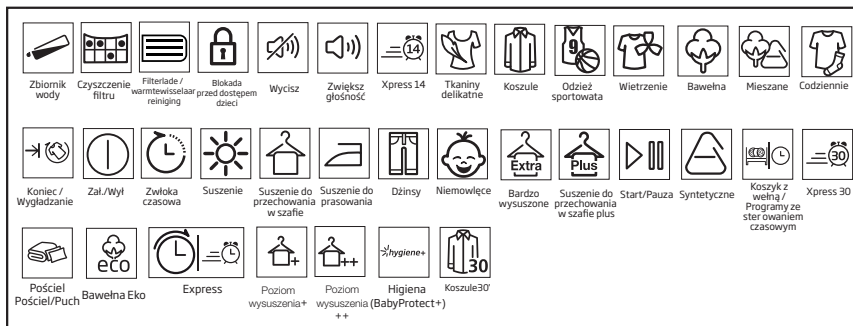 14
9
Zbiornik
wody
Czyszczenie
filtru
Filterlade /
warmtewisselaar
reiniging
Blokada
przed dostępem
dzieci
Wycisz
Zwiększ
głośność
Xpress 14
Tkaniny
delikatne
Koszule
Odzież
sportowata
Wietrzenie
Bawełna
Mieszane
Codziennie
Extra
Plus
30
Koniec /
Wygładzanie
Zał./Wył
Zwłoka
czasowa
Suszenie
Suszenie do
przechowania
w szafie
Suszenie do
prasowania
Dżinsy
Niemowlęce
Bardzo
wysuszone
Suszenie do
przechowania
w szafie plus
Start/Pauza
Syntetyczne
Koszyk z
wełną /
Programy ze
ster owaniem
czasowym
Xpress 30
eco
+
++
hygiene+
30
Pościel
Pościel/Puch
Bawełna Eko
Express
Poziom
wysuszenia+
Poziom
wysuszenia
++
Higiena
(BabyProtect+)
Koszule30'